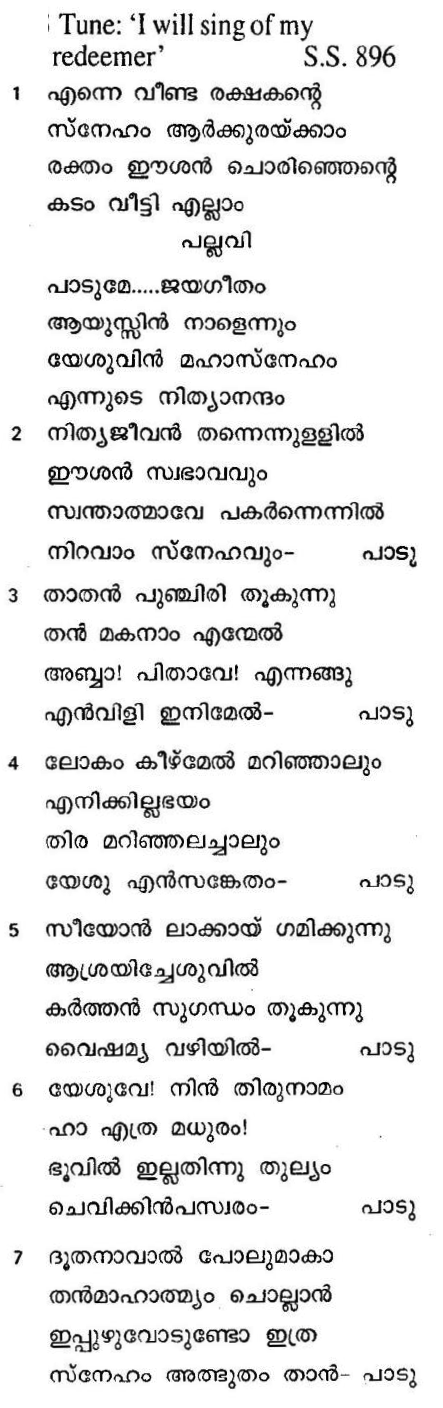 Tune: ‘I will sing of my
redeemer’ S.S. 896
1 എന്നെ വീണ്ട രക്ഷകന്റെ
സ്നേഹം ആർക്കുരയ്ക്കാം
രക്തം ഈശൻ ചൊരിഞ്ഞെന്റെ
കടം വീട്ടി എല്ലാം
പല്ലവി
പാടുമേ.....ജയഗീതം
ആയുസ്സിൻ നാളെന്നും
യേശുവിൻ മഹാസ്നേഹം
എന്നുടെ നിത്യാനന്ദം
2 നിത്യജീവൻ തന്നെന്നുളളിൽ
ഈശൻ സ്വഭാവവും
സ്വന്താത്മാവേ പകർന്നെന്നിൽ
നിറവാം സ്നേഹവും- പാടു
3 താതൻ പുഞ്ചിരി തൂകുന്നു
തൻ മകനാം എന്മേൽ
അബ്ബാ! പിതാവേ! എന്നങ്ങു
എൻവിളി ഇനിമേൽ- പാടു
4 ലോകം കീഴ്മേൽ മറിഞ്ഞാലും
എനിക്കില്ലഭയം
തിര മറിഞ്ഞലച്ചാലും
യേശു എൻസങ്കേതം- പാടു
5 സീയോൻ ലാക്കായ് ഗമിക്കുന്നു
ആശ്രയിച്ചേശുവിൽ
കർത്തൻ സുഗന്ധം തൂകുന്നു
വൈഷമ്യ വഴിയിൽ- പാടു
6 യേശുവേ! നിൻ തിരുനാമം
ഹാ എത്ര മധുരം!
ഭൂവിൽ ഇല്ലതിന്നു തുല്യം
ചെവിക്കിൻപസ്വരം- പാടു
7 ദൂതനാവാൽ പോലുമാകാ
തൻമാഹാത്മ്യം ചൊല്ലാൻ
ഇപ്പുഴുവോടുണ്ടോ ഇത്ര
സ്നേഹം അത്ഭുതം താൻ- പാടു